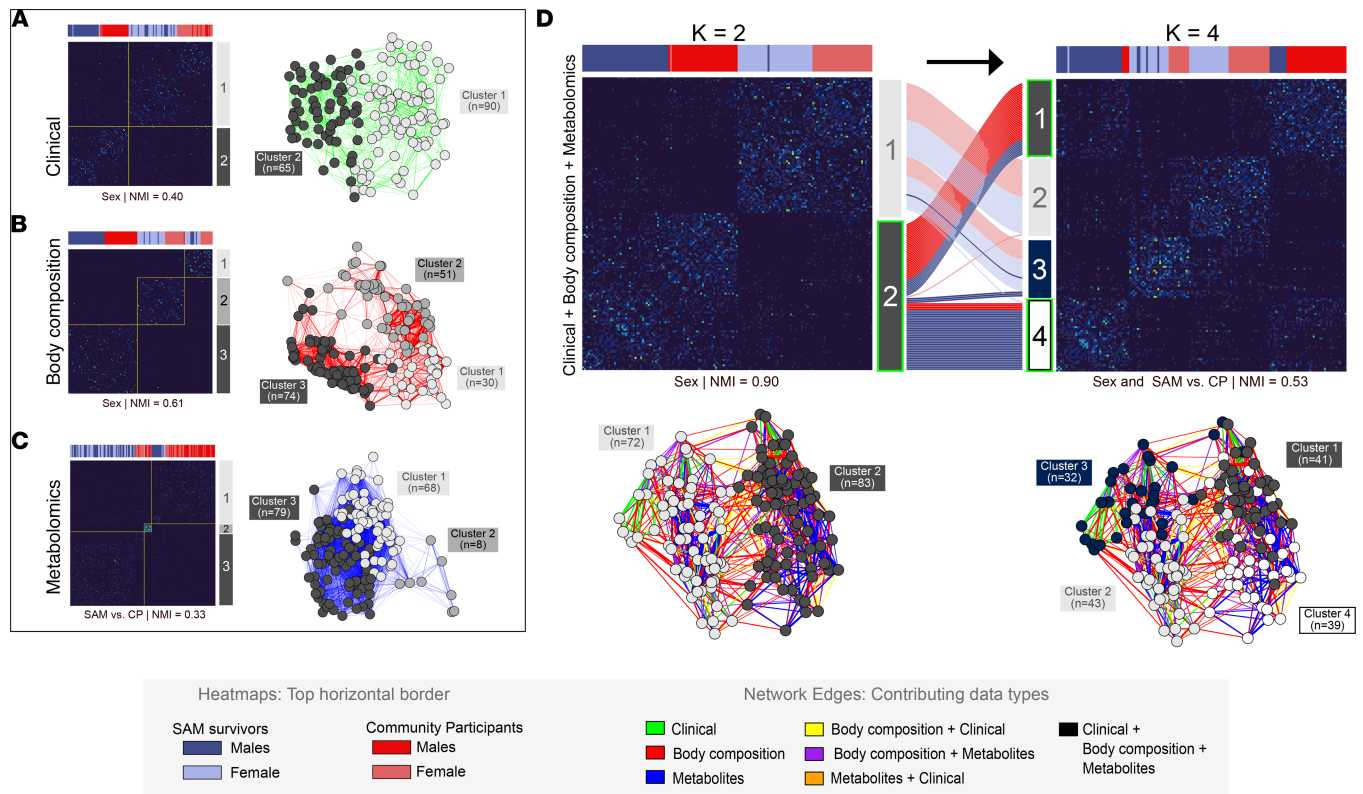 A
Clinical
1
2
Sex | NMI = 0.40
Cluster 1
(n=90)
Cluster 2
(n=65)
B
Body composition
1
2
3
Sex | NMI = 0.61
Cluster 2
(n=51)
Cluster 3
(n=74)
Cluster 1
(n=30)
C
Metabolomics
1
2
3
SAM vs. CP | NMI = 0.33
Cluster 3
(n=79)
Cluster 1
(n=68)
Cluster 2
(n=8)
D
K = 2
K = 4
Clinical + Body composition + Metabolomics
1
2
1
2
3
4
Sex | NMI = 0.90
Sex and SAM vs. CP | NMI = 0.53
Cluster 1
(n=72)
Cluster 2
(n=83)
Cluster 3
(n=32)
Cluster 1
(n=41)
Cluster 2
(n=43)
Cluster 4
(n=39)
Heatmaps: Top horizontal border
SAM survivors
Males
Female
Community Participants
Males
Female
Network Edges: Contributing data types
Clinical
Body composition
Metabolites
Body composition + Clinical
Body composition + Metabolites
Metabolites + Clinical
Clinical +
Body composition +
Metabolites